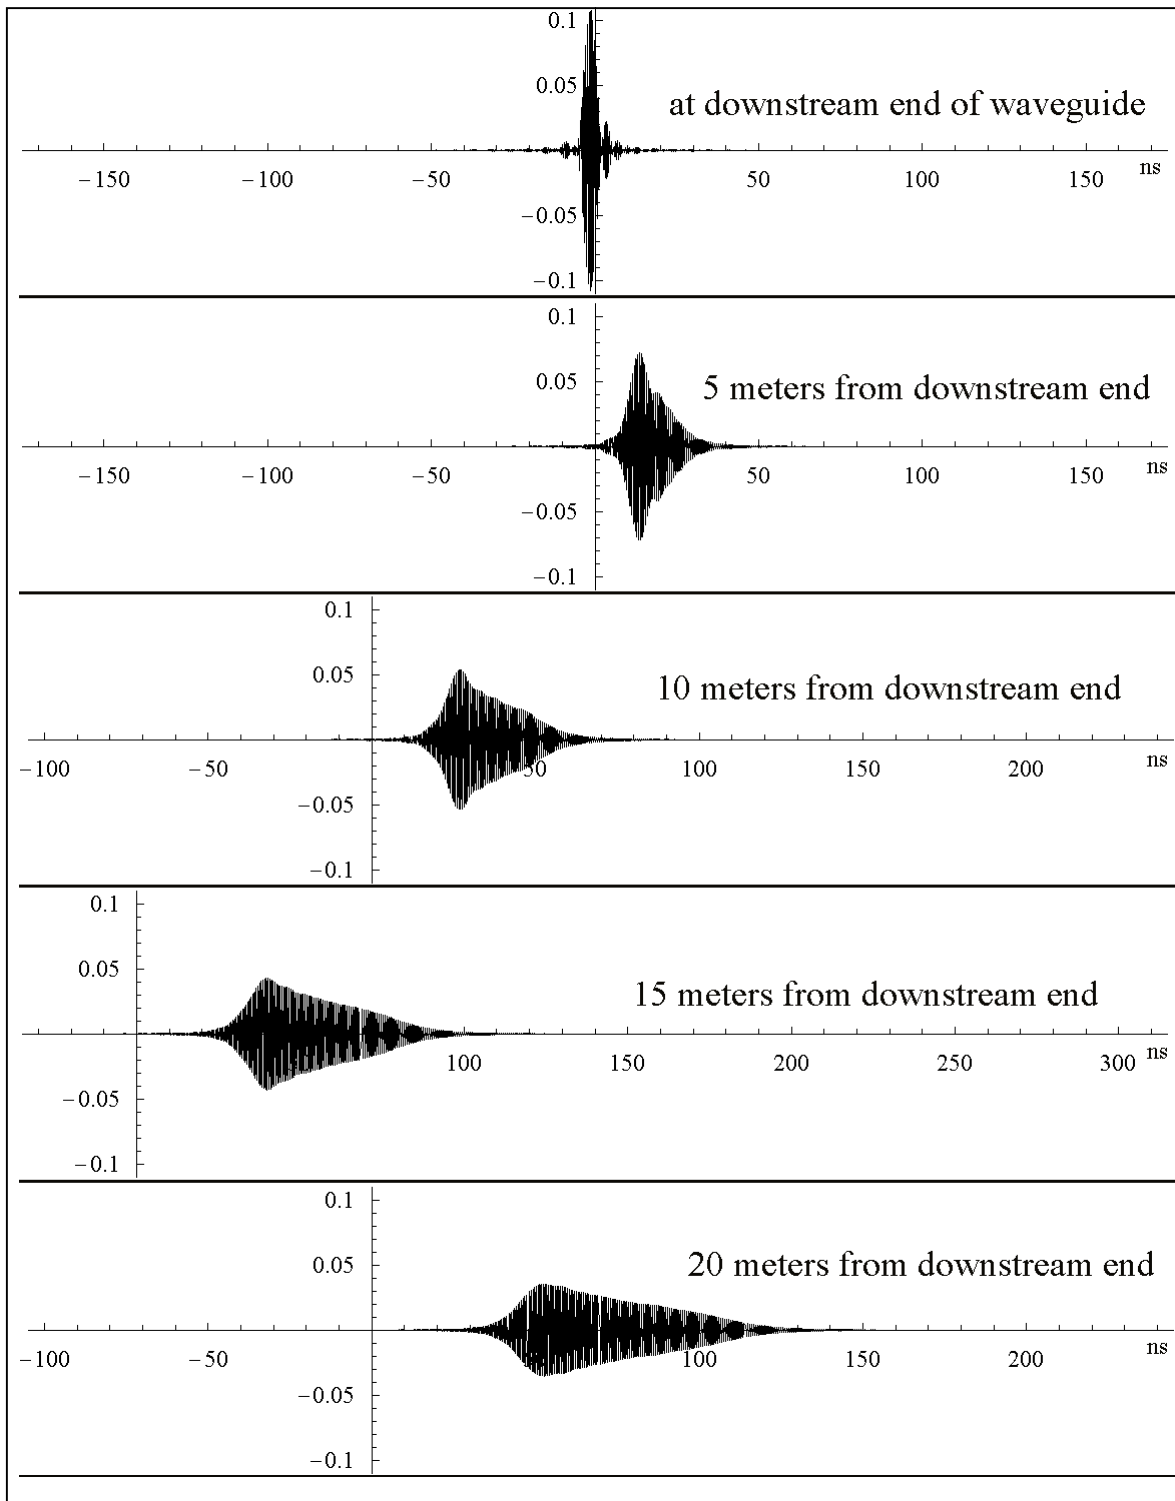 0.1
0.05
at downstream end of waveguide
−150 −100 −50 50 100 150 ns
−0.05
−0.1
0.1
0.05
5 meters from downstream end
−150 −100 −50 50 100 150 ns
−0.05
−0.1
0.1
0.05
10 meters from downstream end
−100 −50 50 100 150 200 ns
−0.05
−0.1
0.1
0.05
15 meters from downstream end
100 150 200 250 300 ns
−0.05
−0.1
0.1
0.05
20 meters from downstream end
−100 −50 100 150 200 ns
−0.05
−0.1